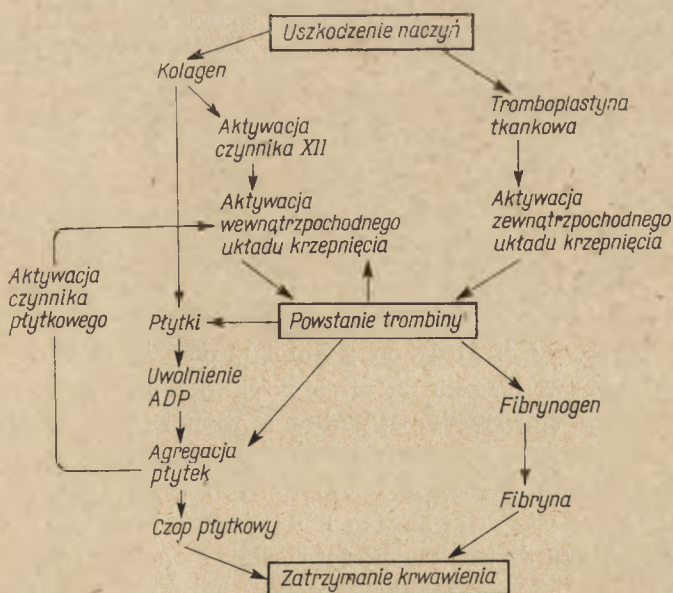 Uszkodzenie naczyń
Kolagen
Tromboplastyna
tkankowa
Aktywacja
czynnika XII
Aktywacja
wewnątrzpochodnego
układu krzepnięcia
Aktywacja
zewnątrzpochodnego
układu krzepnięcia
Aktywacja
czynnika
płytkowego
Płytki
Powstanie trombiny
Uwolnienie
ADP
Fibrynogen
Agregacja
płytek
Fibryna
Czop płytkowy
Zatrzymanie krwawienia